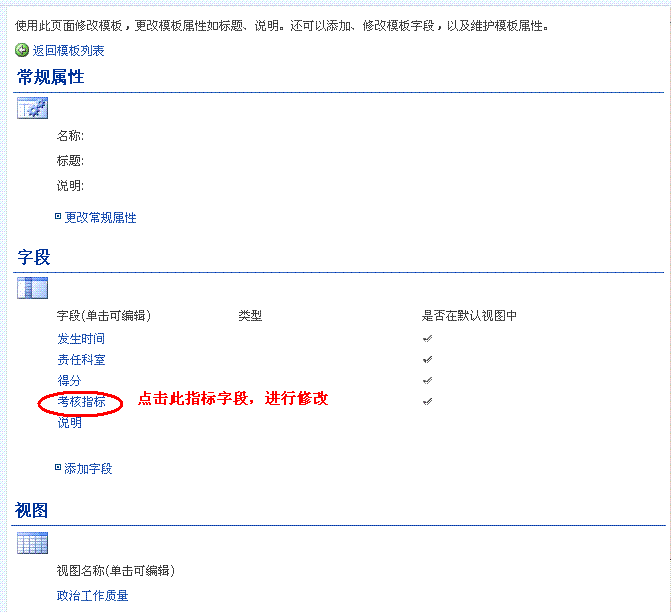 使用此页面修改模板，更改模板属性如标题、说明。还可以添加、修改模板字段，以及维护模板属性。
返回模板列表
常规属性
名称:
标题:
说明:
更改常规属性
字段
字段(单击可编辑) 类型 是否在默认视图中
发生时间
责任科室
得分
考核指标 点击此指标字段，进行修改
说明
添加字段
视图
视图名称(单击可编辑)
政治工作质量